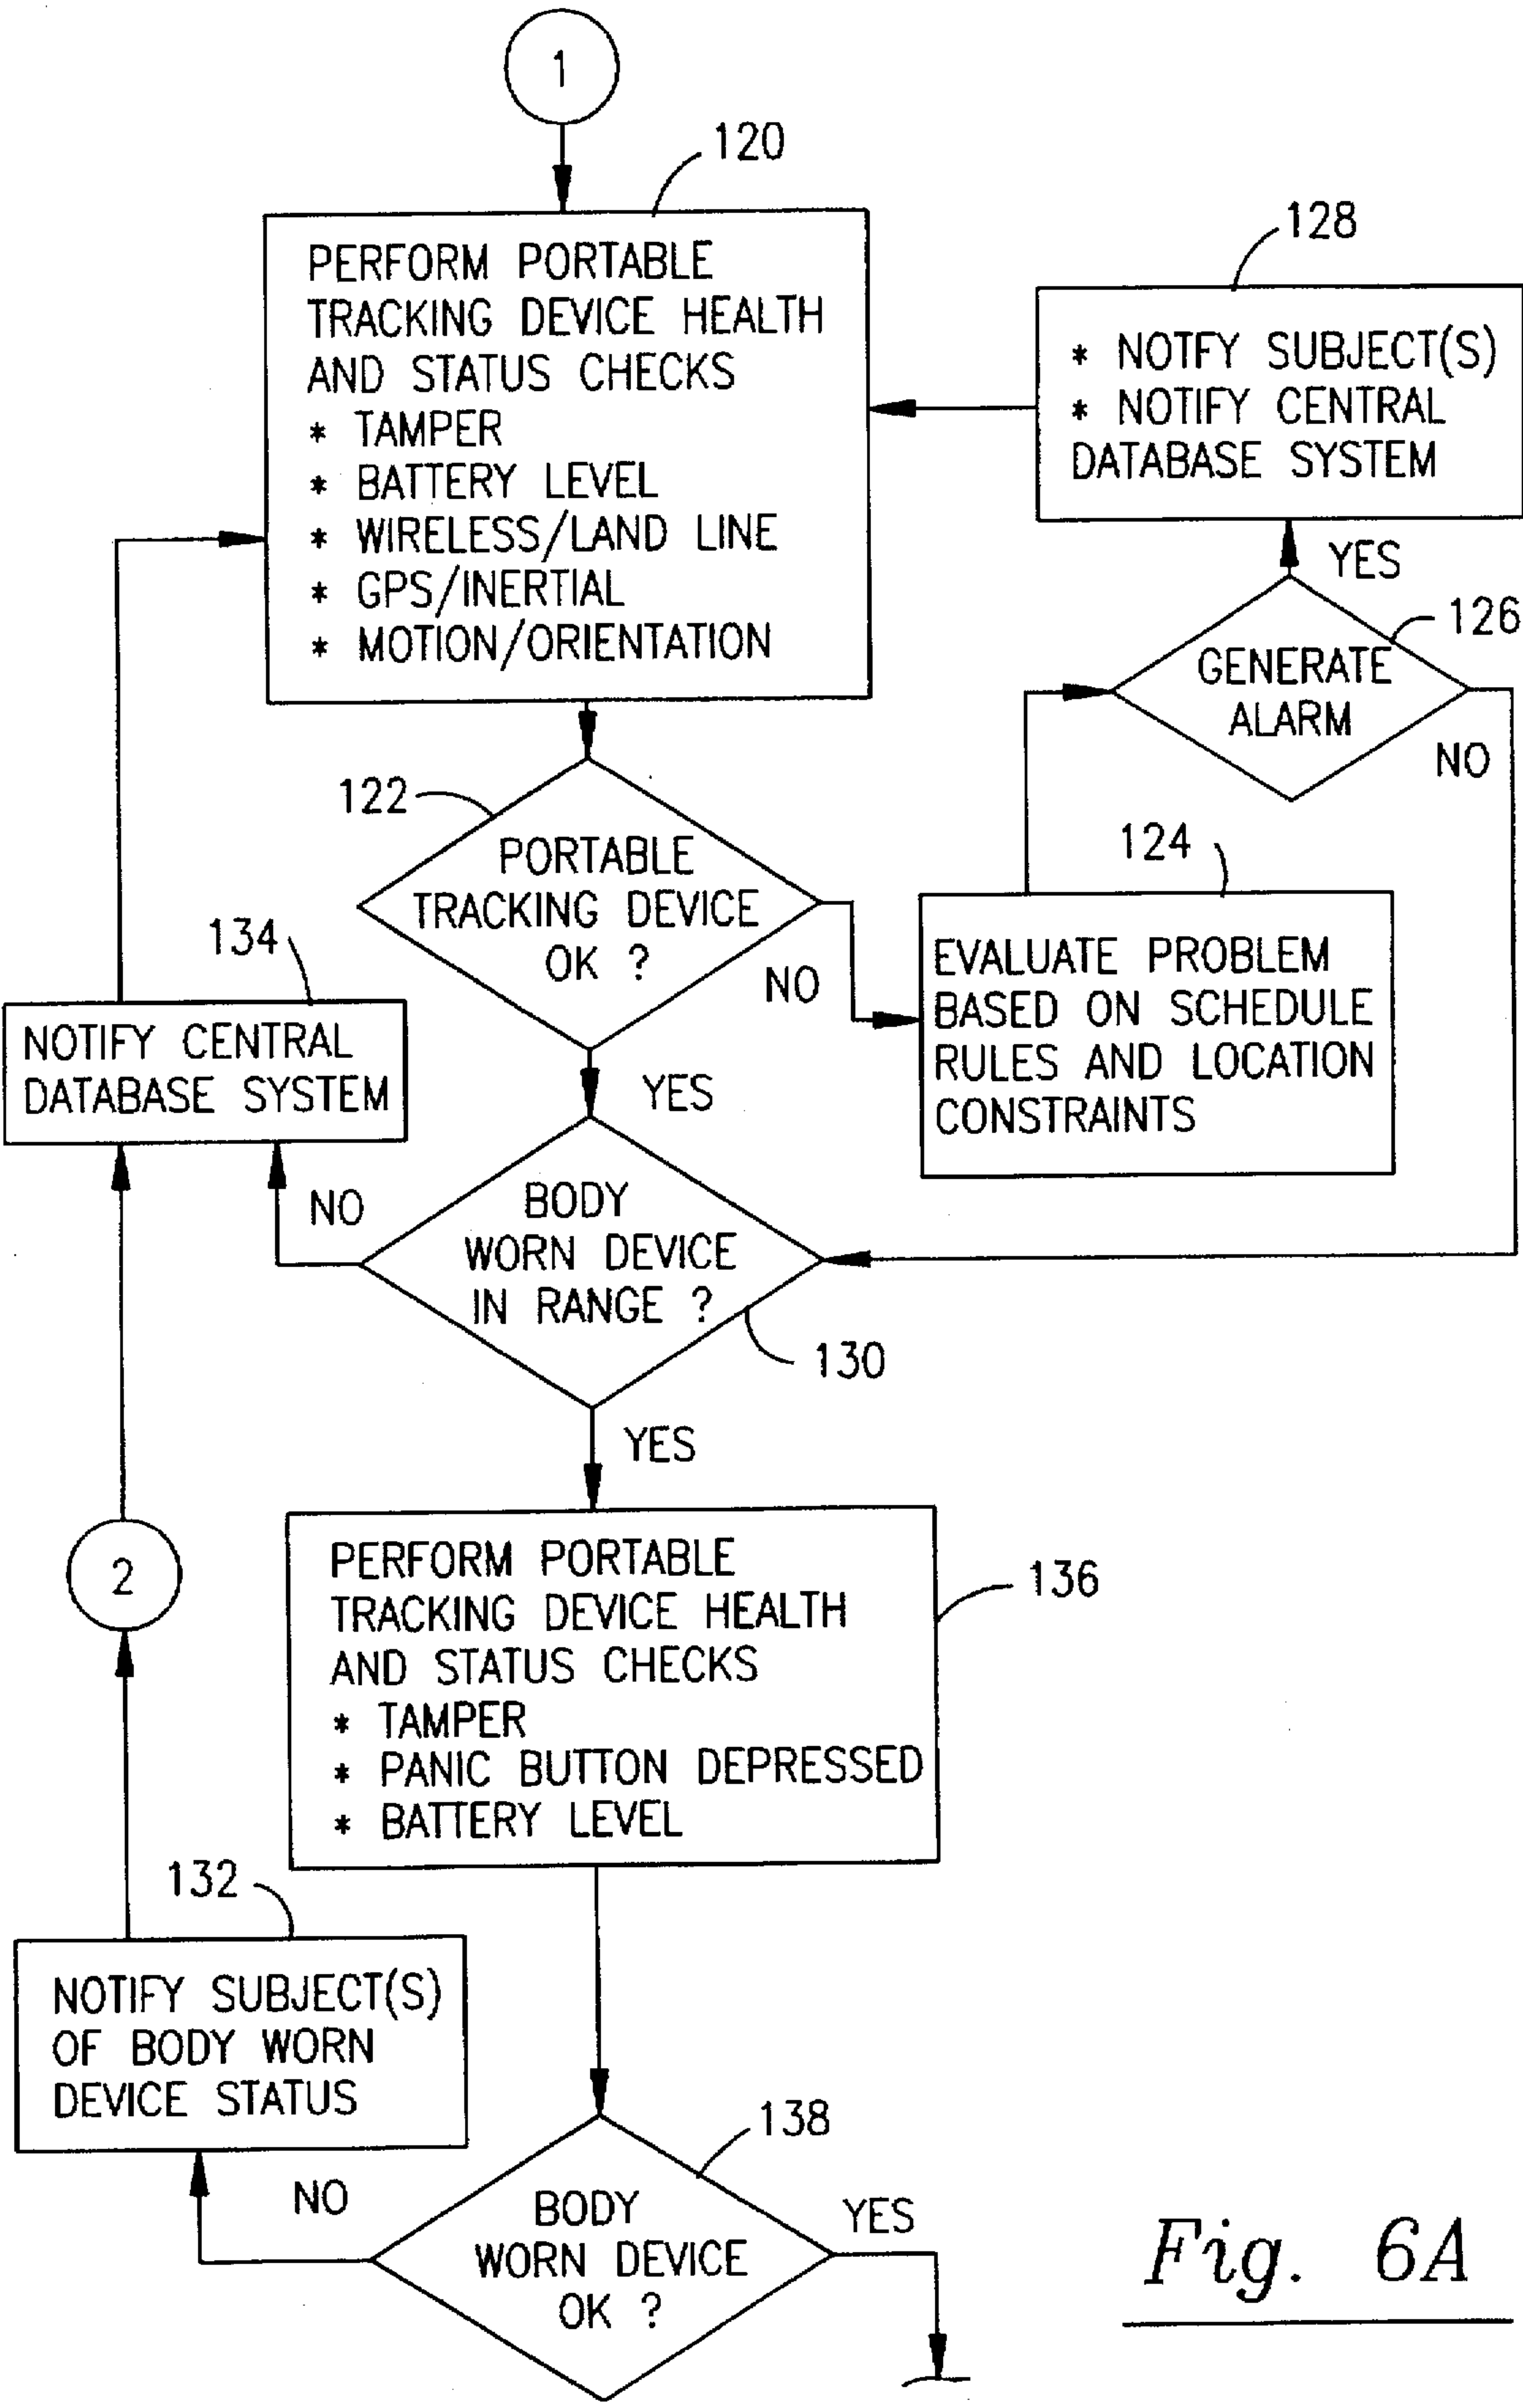 1
120
PERFORM PORTABLE
TRACKING DEVICE HEALTH
AND STATUS CHECKS
* TAMPER
* BATTERY LEVEL
* WIRELESS/LAND LINE
* GPS/INERTIAL
* MOTION/ORIENTATION
128
* NOTFY SUBJECT(S)
* NOTIFY CENTRAL
DATABASE SYSTEM
YES
126
GENERATE
ALARM
NO
122
PORTABLE
TRACKING DEVICE
OK ?
NO
YES
124
EVALUATE PROBLEM
BASED ON SCHEDULE
RULES AND LOCATION
CONSTRAINTS
134
NOTIFY CENTRAL
DATABASE SYSTEM
NO
BODY
WORN DEVICE
IN RANGE ?
130
YES
2
PERFORM PORTABLE
TRACKING DEVICE HEALTH
AND STATUS CHECKS
* TAMPER
* PANIC BUTTON DEPRESSED
* BATTERY LEVEL
136
132
NOTIFY SUBJECT(S)
OF BODY WORN
DEVICE STATUS
NO
138
BODY
WORN DEVICE
OK ?
YES
Fig. 6A